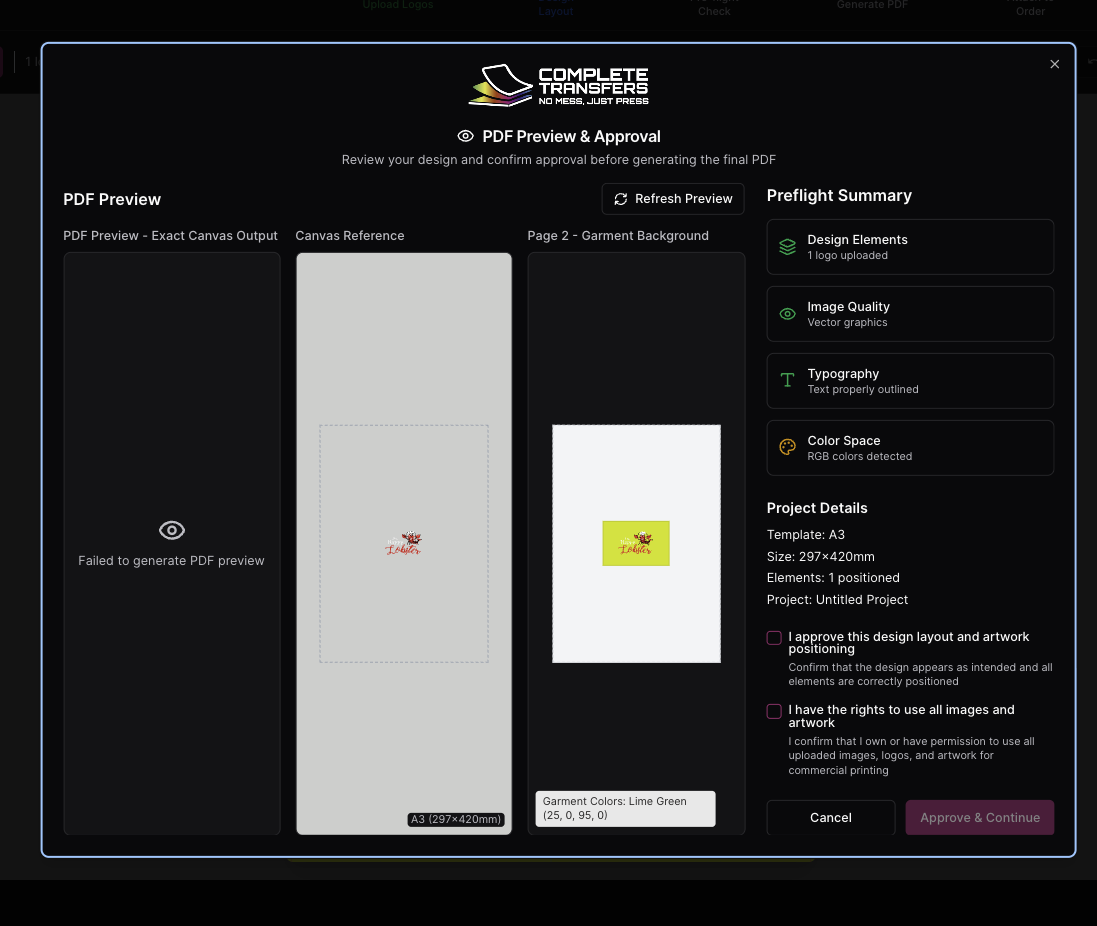 Upload Logos
Design
Layout
Check
Generate PDF
Order
COMPLETE
TRANSFERS
NO MESS, JUST PRESS
PDF Preview & Approval
Review your design and confirm approval before generating the final PDF
PDF Preview
Refresh Preview
PDF Preview - Exact Canvas Output
Canvas Reference
Page 2 - Garment Background
Failed to generate PDF preview
Lobster
A3 (297×420mm)
Lobster
Garment Colors: Lime Green
(25, 0, 95, 0)
Preflight Summary
Design Elements
1 logo uploaded
Image Quality
Vector graphics
Typography
Text properly outlined
Color Space
RGB colors detected
Project Details
Template: A3
Size: 297×420mm
Elements: 1 positioned
Project: Untitled Project
I approve this design layout and artwork
positioning
Confirm that the design appears as intended and all
elements are correctly positioned
I have the rights to use all images and
artwork
I confirm that I own or have permission to use all
uploaded images, logos, and artwork for
commercial printing
Cancel
Approve & Continue